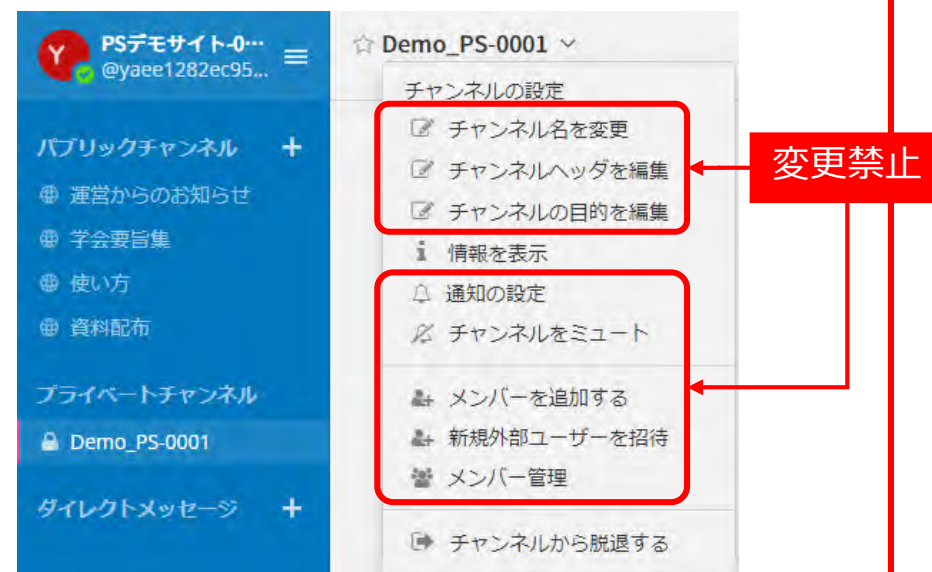 Y
PSデモサイト-0…
@yaee1282ec95...
パブリックチャンネル +
運営からのお知らせ
学会要旨集
使い方
資料配布
プライベートチャンネル
Demo_PS-0001
ダイレクトメッセージ +
Demo_PS-0001
チャンネルの設定
チャンネル名を変更
チャンネルヘッダを編集
チャンネルの目的を編集
情報を表示
通知の設定
チャンネルをミュート
メンバーを追加する
新規外部ユーザーを招待
メンバー管理
チャンネルから脱退する
変更禁止